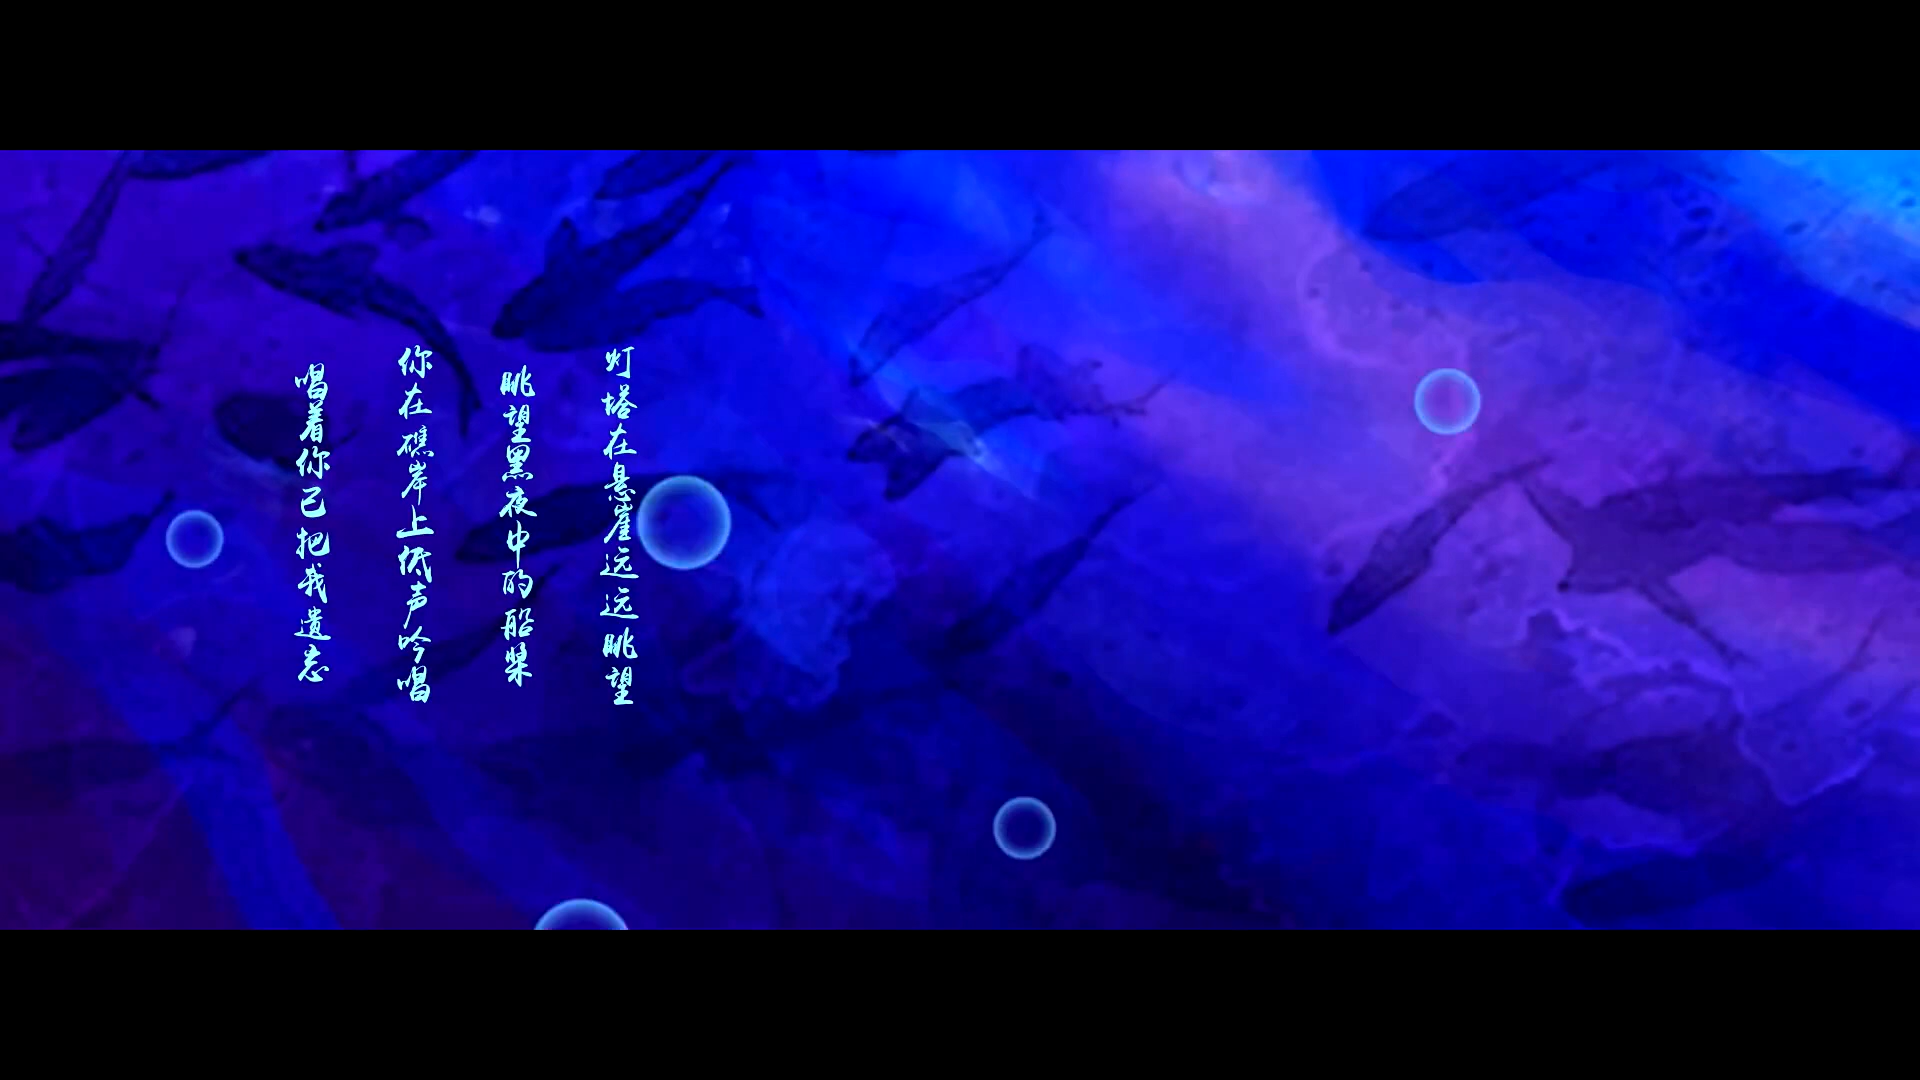 灯塔在悬崖远远眺望
眺望黑夜中的船桨
你在礁岸上低声吟唱
唱着你已把我遗忘